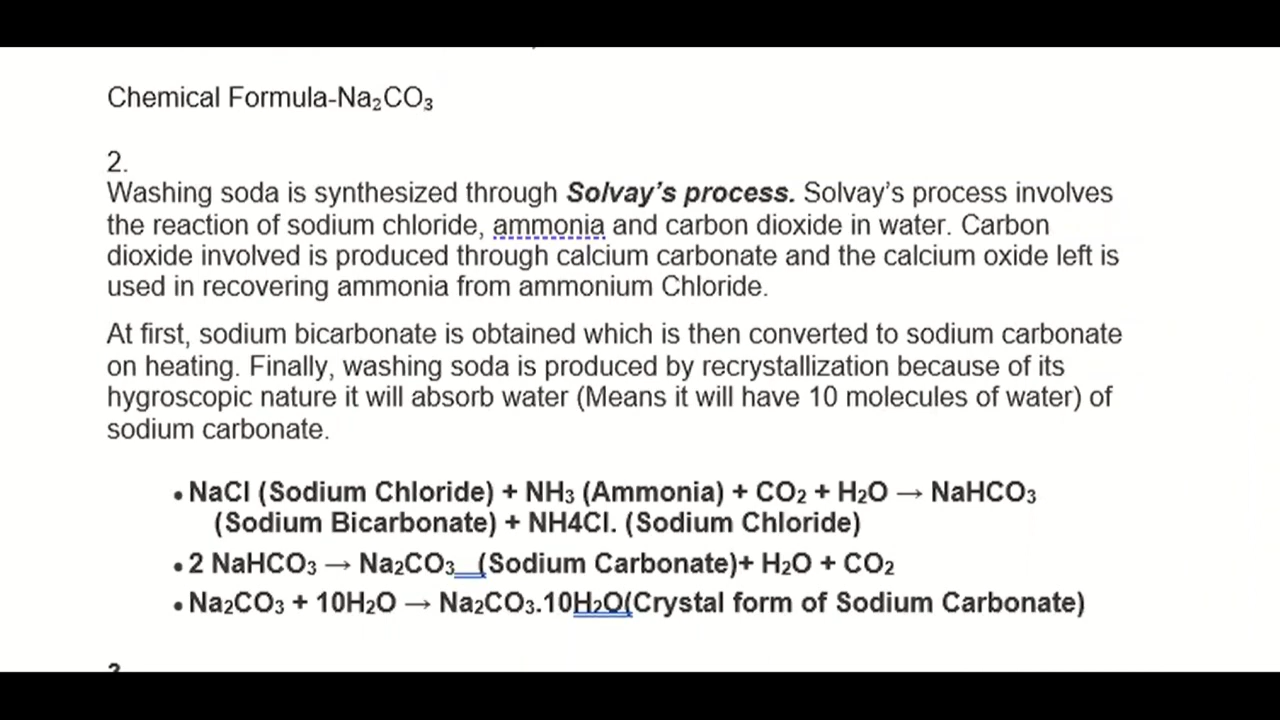 Chemical Formula-Na₂CO₃
2.
Washing soda is synthesized through Solvay’s process. Solvay’s process involves
the reaction of sodium chloride, ammonia and carbon dioxide in water. Carbon
dioxide involved is produced through calcium carbonate and the calcium oxide left is
used in recovering ammonia from ammonium Chloride.
At first, sodium bicarbonate is obtained which is then converted to sodium carbonate
on heating. Finally, washing soda is produced by recrystallization because of its
hygroscopic nature it will absorb water (Means it will have 10 molecules of water) of
sodium carbonate.
• NaCl (Sodium Chloride) + NH₃ (Ammonia) + CO₂ + H₂O → NaHCO₃
(Sodium Bicarbonate) + NH4Cl. (Sodium Chloride)
• 2 NaHCO₃ → Na₂CO₃ (Sodium Carbonate)+ H₂O + CO₂
• Na₂CO₃ + 10H₂O → Na₂CO₃.10H₂O(Crystal form of Sodium Carbonate)